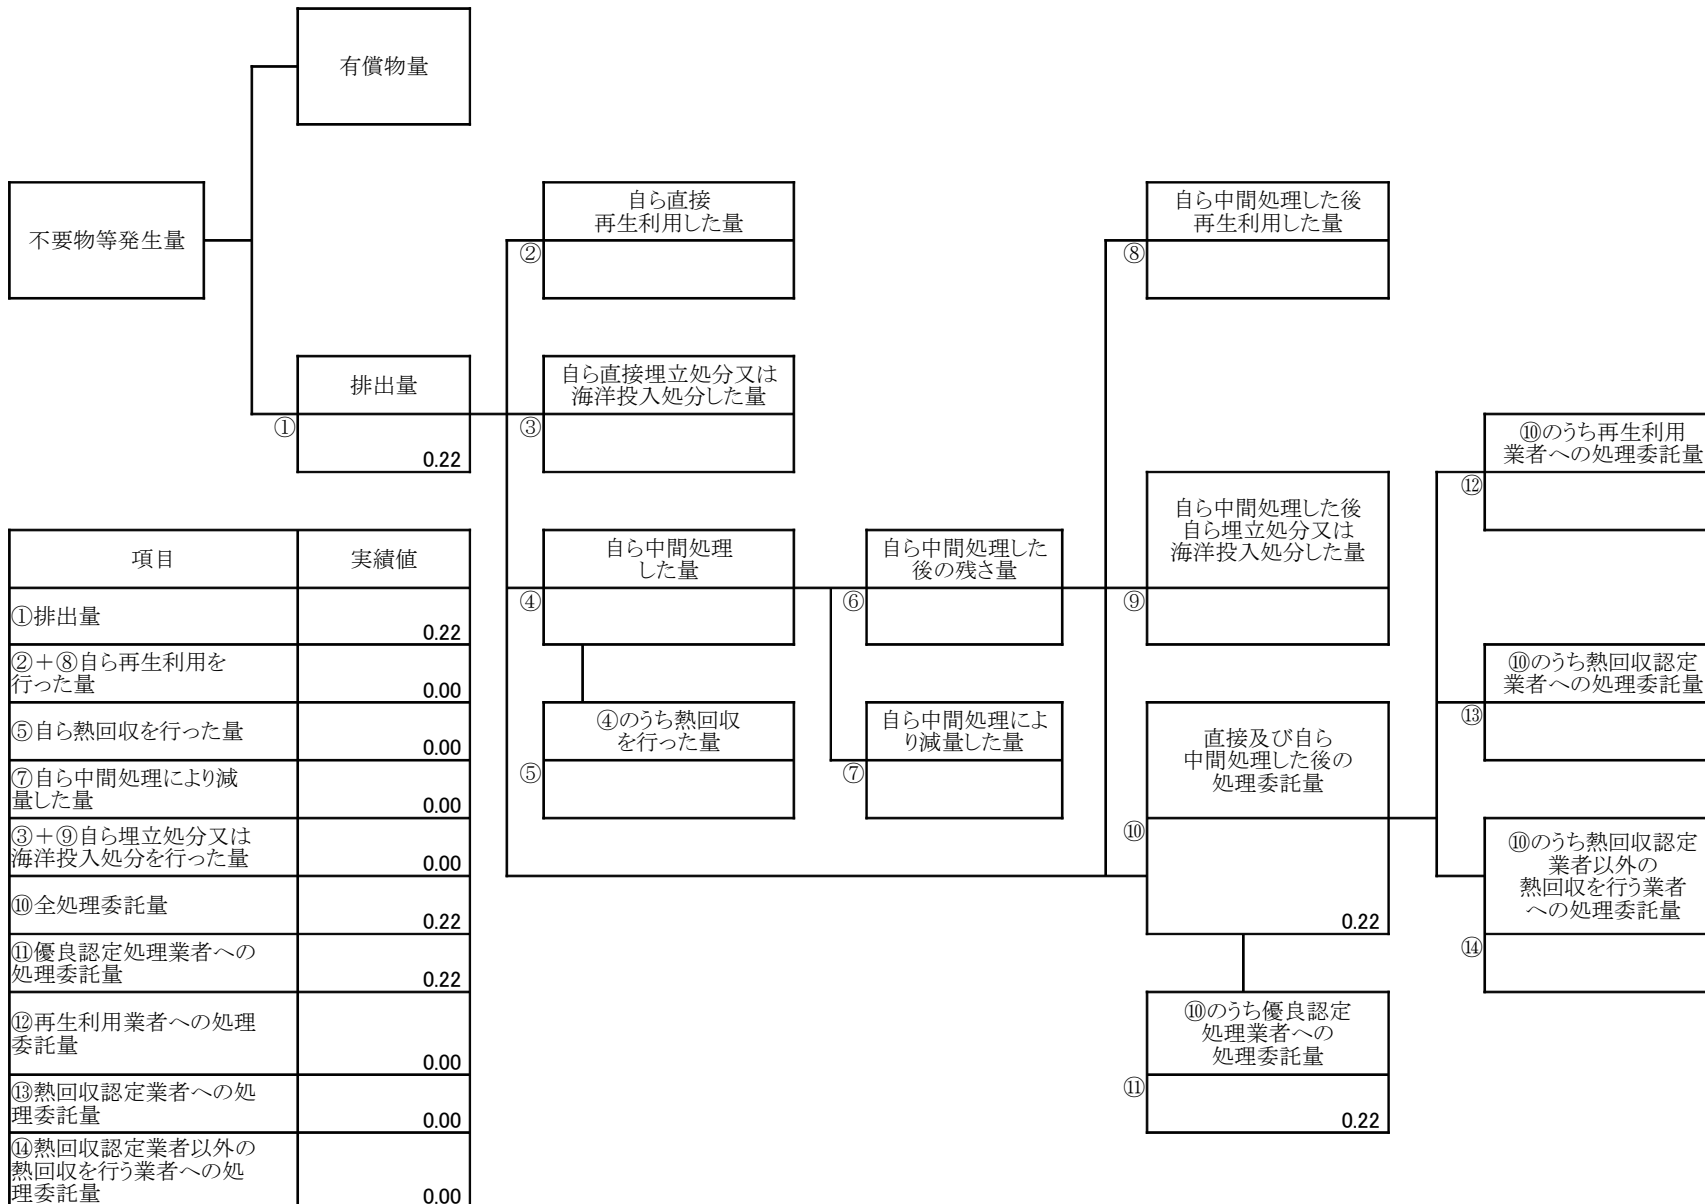 有償物量
不要物等発生量
自ら直接
再生利用した量
②
自ら中間処理した後
再生利用した量
⑧
排出量
①
0.22
自ら直接埋立処分又は
海洋投入処分した量
③
⑩のうち再生利用
業者への処理委託量
⑫
自ら中間処理
した量
④
自ら中間処理した
後の残さ量
⑥
自ら中間処理した後
自ら埋立処分又は
海洋投入処分した量
⑨
⑩のうち熱回収認定
業者への処理委託量
⑬
④のうち熱回収
を行った量
⑤
自ら中間処理によ
り減量した量
⑦
直接及び自ら
中間処理した後の
処理委託量
⑩
0.22
⑩のうち熱回収認定
業者以外の
熱回収を行う業者
への処理委託量
⑭
⑩のうち優良認定
処理業者への
処理委託量
⑪
0.22
項目 実績値
①排出量
0.22
②＋⑧自ら再生利用を
行った量
0.00
⑤自ら熱回収を行った量
0.00
⑦自ら中間処理により減
量した量
0.00
③＋⑨自ら埋立処分又は
海洋投入処分を行った量
0.00
⑩全処理委託量
0.22
⑪優良認定処理業者への
処理委託量
0.22
⑫再生利用業者への処理
委託量
0.00
⑬熱回収認定業者への処
理委託量
0.00
⑭熱回収認定業者以外の
熱回収を行う業者への処
理委託量
0.00